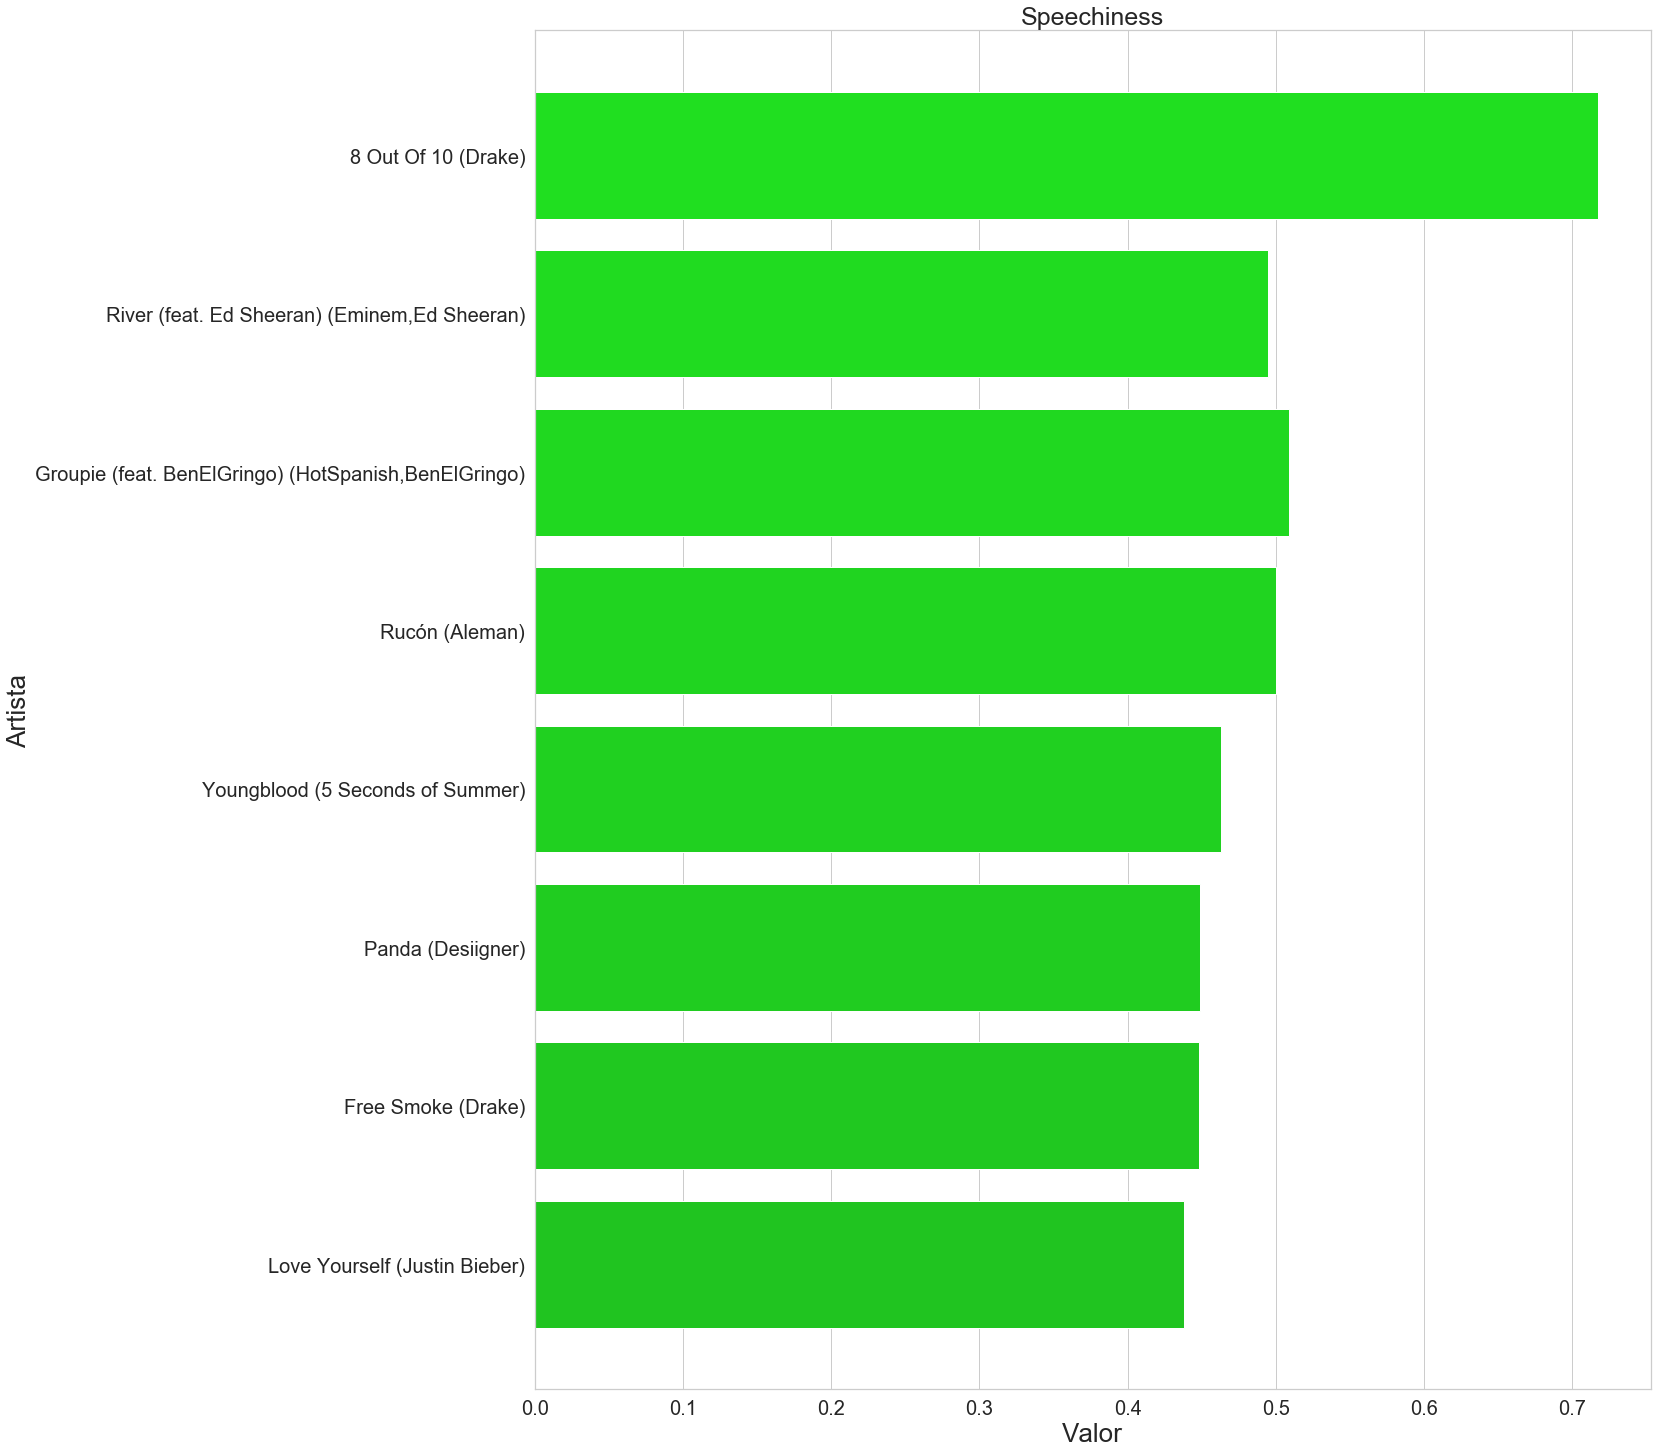 Speechiness
8 Out Of 10 (Drake)
River (feat. Ed Sheeran) (Eminem,Ed Sheeran)
Groupie (feat. BenElGringo) (HotSpanish,BenElGringo)
Rucón (Aleman)
Artista
Youngblood (5 Seconds of Summer)
Panda (Desiigner)
Free Smoke (Drake)
Love Yourself (Justin Bieber)
0.0 0.1 0.2 0.3 0.4 0.5 0.6 0.7
Valor